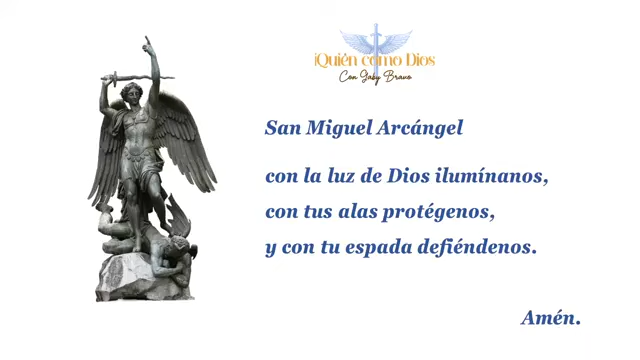 ¡Quién como Dios
Con Gaby Bravo
San Miguel Arcángel
con la luz de Dios ilumínanos,
con tus alas protégenos,
y con tu espada defiéndenos.
Amén.